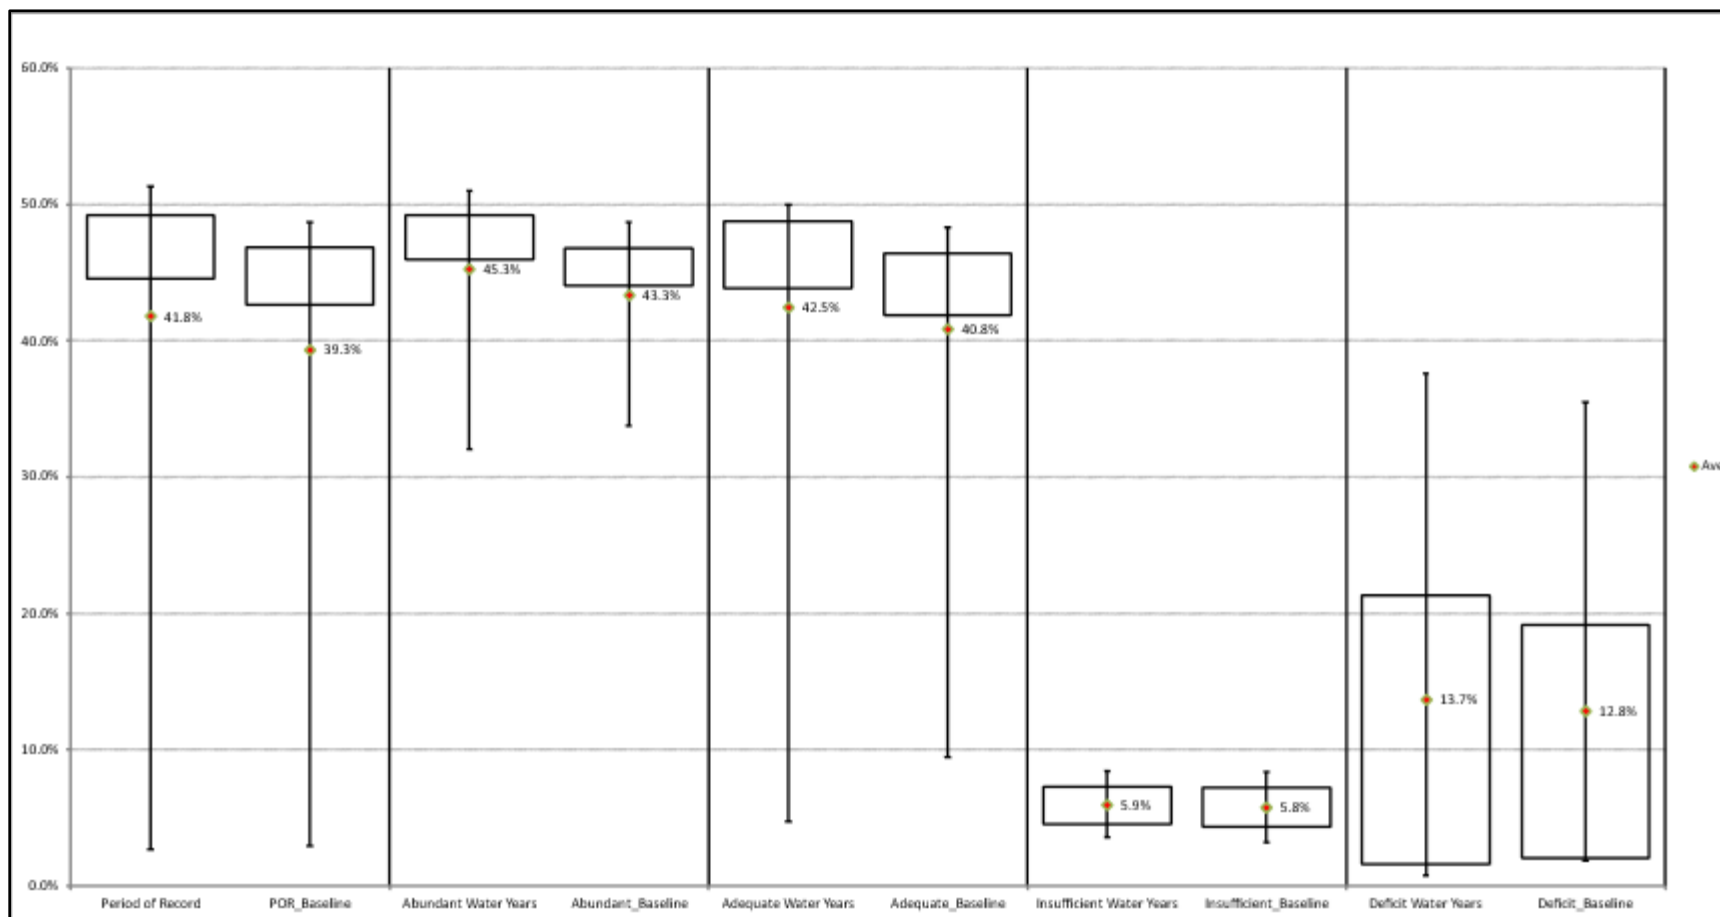 60.0%
50.0%
40.0%
30.0%
20.0%
10.0%
0.0%
41.8%
39.3%
45.3%
43.3%
42.5%
40.8%
5.9%
5.8%
13.7%
12.8%
Period of Record
POR_Baseline
Abundant Water Years
Abundant_Baseline
Adequate Water Years
Adequate_Baseline
Insufficient Water Years
Insufficient_Baseline
Deficit Water Years
Deficit_Baseline